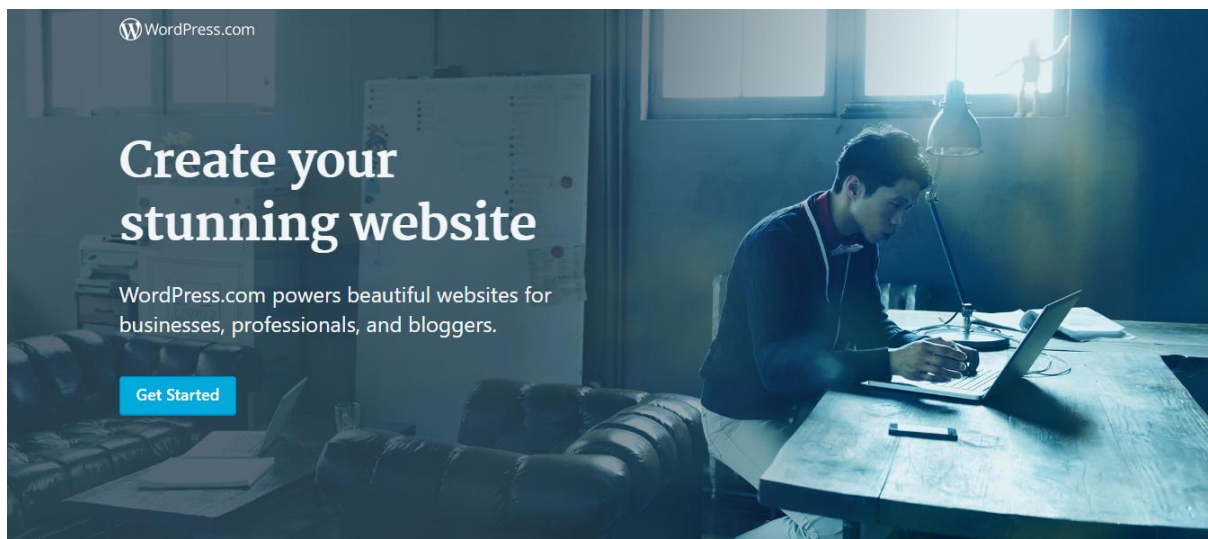 WordPress.com
Create your
stunning website
WordPress.com powers beautiful websites for
businesses, professionals, and bloggers.
Get Started